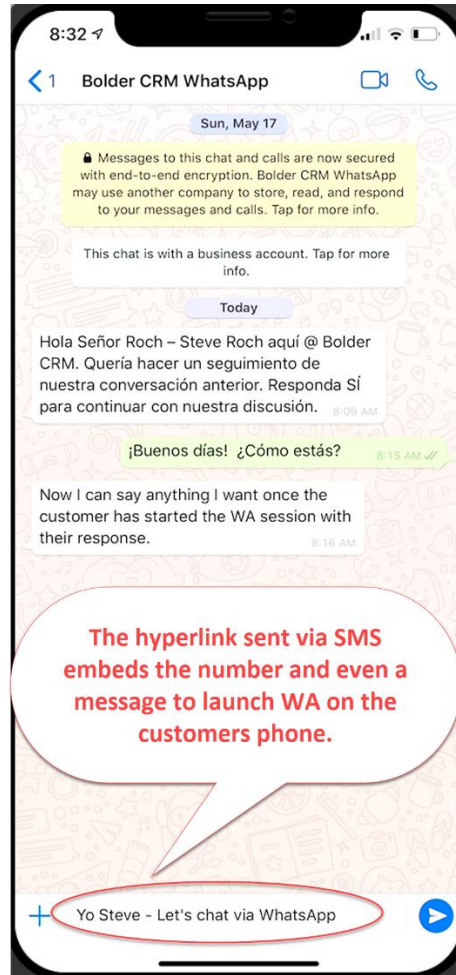 8:32
1 Bolder CRM WhatsApp
Sun, May 17
Messages to this chat and calls are now secured
with end-to-end encryption. Bolder CRM WhatsApp
may use another company to store, read, and respond
to your messages and calls. Tap for more info.
This chat is with a business account. Tap for more
info.
Today
Hola Señor Roch – Steve Roch aquí @ Bolder
CRM. Quería hacer un seguimiento de
nuestra conversación anterior. Responda SÍ
para continuar con nuestra discusión. 8:09 AM
¡Buenos días! ¿Cómo estás? 8:15 AM
Now I can say anything I want once the
customer has started the WA session with
their response. 8:16 AM
The hyperlink sent via SMS
embeds the number and even a
message to launch WA on the
customers phone.
Yo Steve - Let's chat via WhatsApp